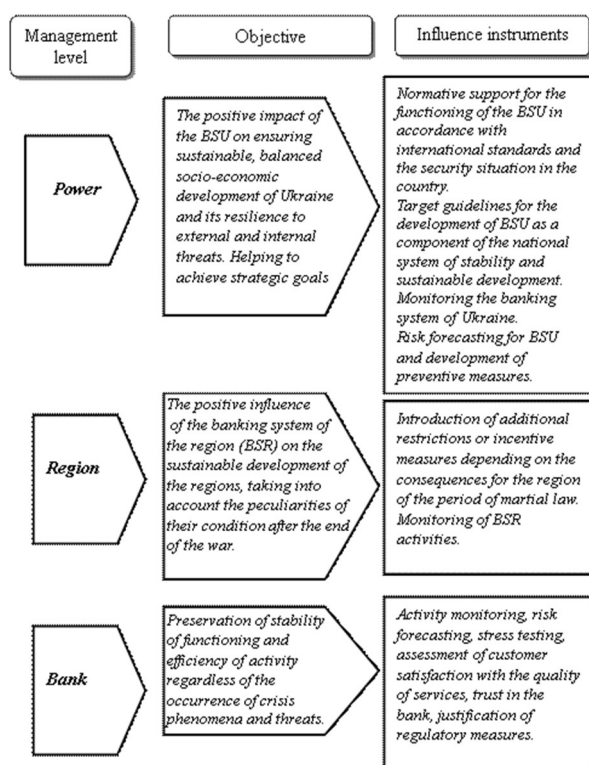 Management
level
Objective
Influence instruments
Power
The positive impact of
the BSU on ensuring
sustainable, balanced
socio-economic
development of Ukraine
and its resilience to
external and internal
threats. Helping to
achieve strategic goals
Normative support for the
functioning of the BSU in
accordance with
international standards and
the security situation in the
country.
Target guidelines for the
development of BSU as a
component of the national
system of stability and
sustainable development.
Monitoring the banking
system of Ukraine.
Risk forecasting for BSU
and development of
preventive measures.
Region
The positive influence
of the banking system of
the region (BSR) on the
sustainable development of
the regions, taking into
account the peculiarities of
their condition after the end
of the war.
Introduction of additional
restrictions or incentive
measures depending on the
consequences for the region
of the period of martial law.
Monitoring of BSR
activities.
Bank
Preservation of stability
of functioning and
efficiency of activity
regardless of the
occurrence of crisis
phenomena and threats.
Activity monitoring, risk
forecasting, stress testing,
assessment of customer
satisfaction with the quality
of services, trust in the
bank, justification of
regulatory measures.